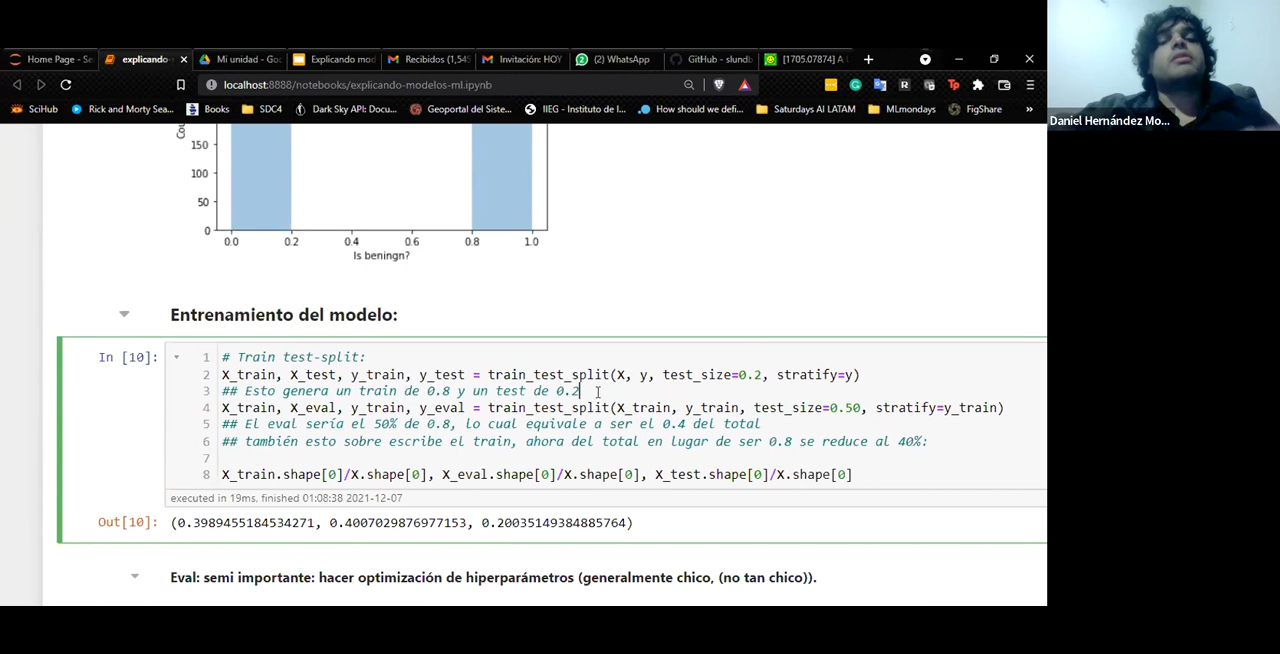 Home Page - Se
explicando-
Mi unidad - Goo
Explicando mod
Recibidos (1,545
Invitación: HOY
(2) WhatsApp
GitHub - slundb
[1705.07874] A
localhost:8888/notebooks/explicando-modelos-ml.ipynb
SciHub
Rick and Morty Sea...
Books
SDC4
Dark Sky API: Docu...
Geoportal del Siste...
IIEG - Instituto de I...
How should we defi...
Saturdays AI LATAM
MLmondays
FigShare
Daniel Hernández Mo...
150
100
50
0
0.0 0.2 0.4 0.6 0.8 1.0
Is beningn?
Entrenamiento del modelo:
In [10]:
1 # Train test-split:
2 X_train, X_test, y_train, y_test = train_test_split(X, y, test_size=0.2, stratify=y)
3 ## Esto genera un train de 0.8 y un test de 0.2
4 X_train, X_eval, y_train, y_eval = train_test_split(X_train, y_train, test_size=0.50, stratify=y_train)
5 ## El eval sería el 50% de 0.8, lo cual equivale a ser el 0.4 del total
6 ## también esto sobre escribe el train, ahora del total en lugar de ser 0.8 se reduce al 40%:
7
8 X_train.shape[0]/X.shape[0], X_eval.shape[0]/X.shape[0], X_test.shape[0]/X.shape[0]
executed in 19ms, finished 01:08:38 2021-12-07
Out[10]: (0.3989455184534271, 0.4007029876977153, 0.20035149384885764)
Eval: semi importante: hacer optimización de hiperparámetros (generalmente chico, (no tan chico)).